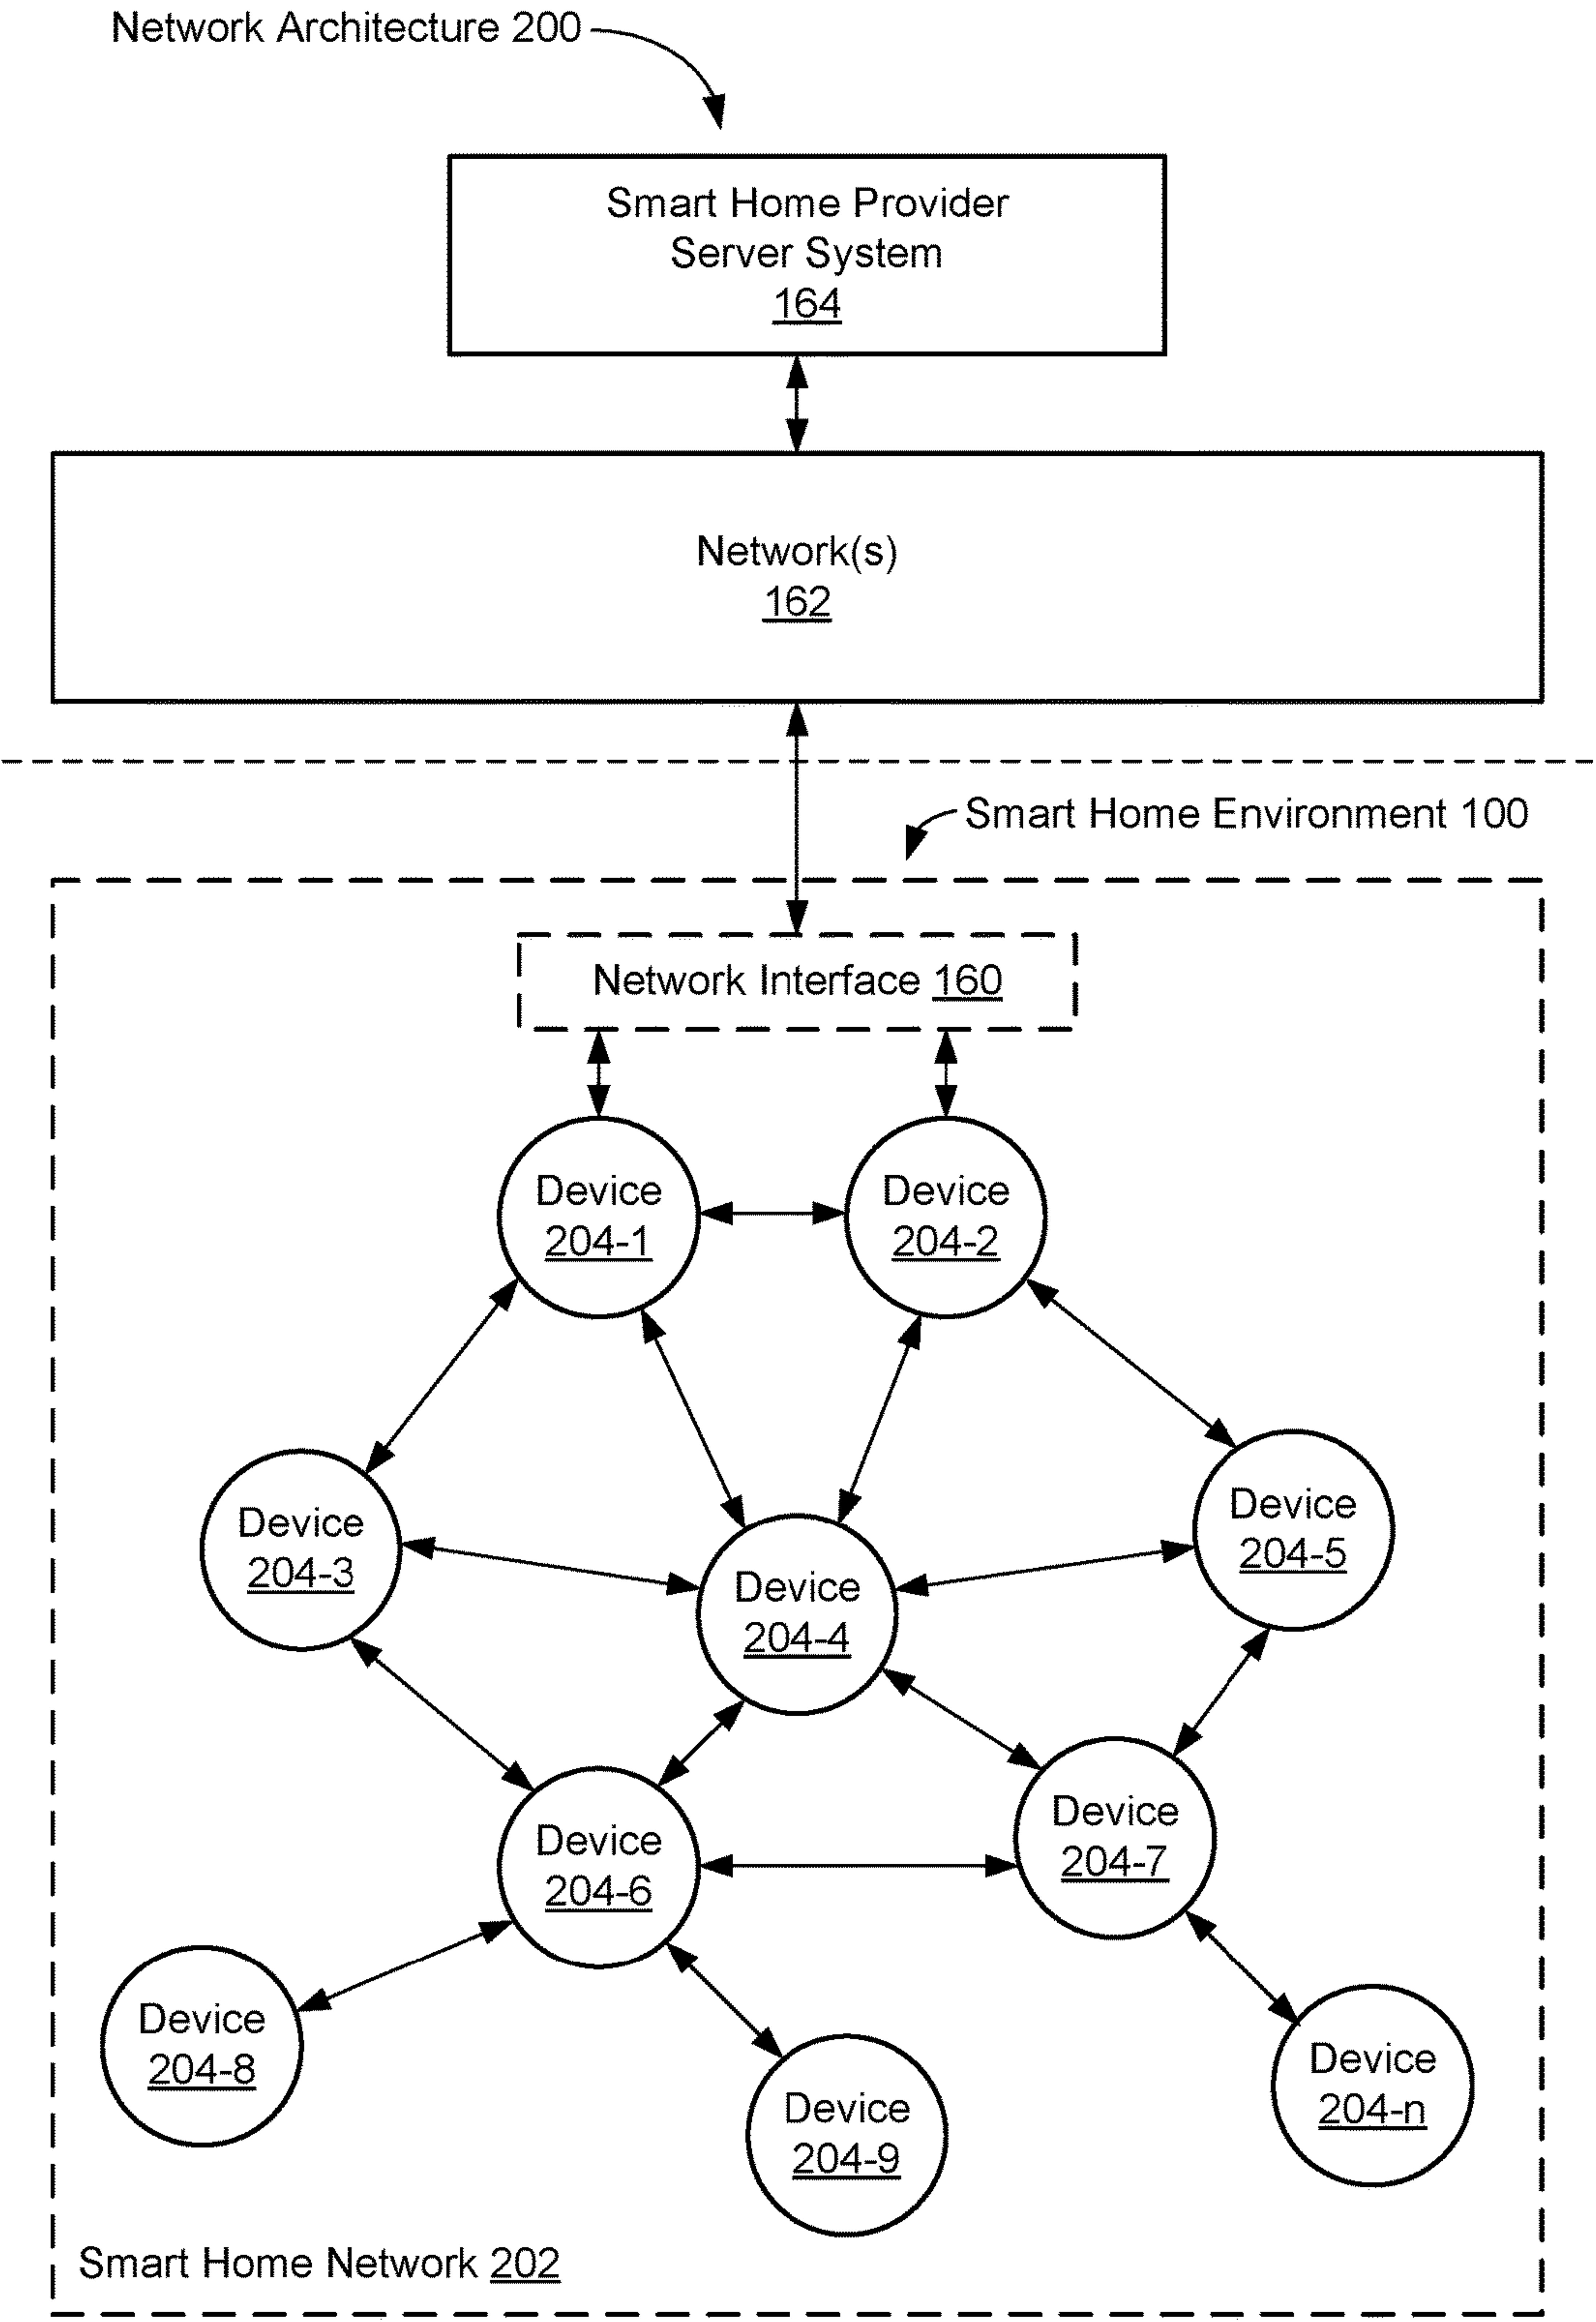 Network Architecture 200
Smart Home Provider
Server System
164
Network(s)
162
Smart Home Environment 100
Network Interface 160
Device
204-1
Device
204-2
Device
204-3
Device
204-4
Device
204-5
Device
204-6
Device
204-7
Device
204-8
Device
204-9
Device
204-n
Smart Home Network 202